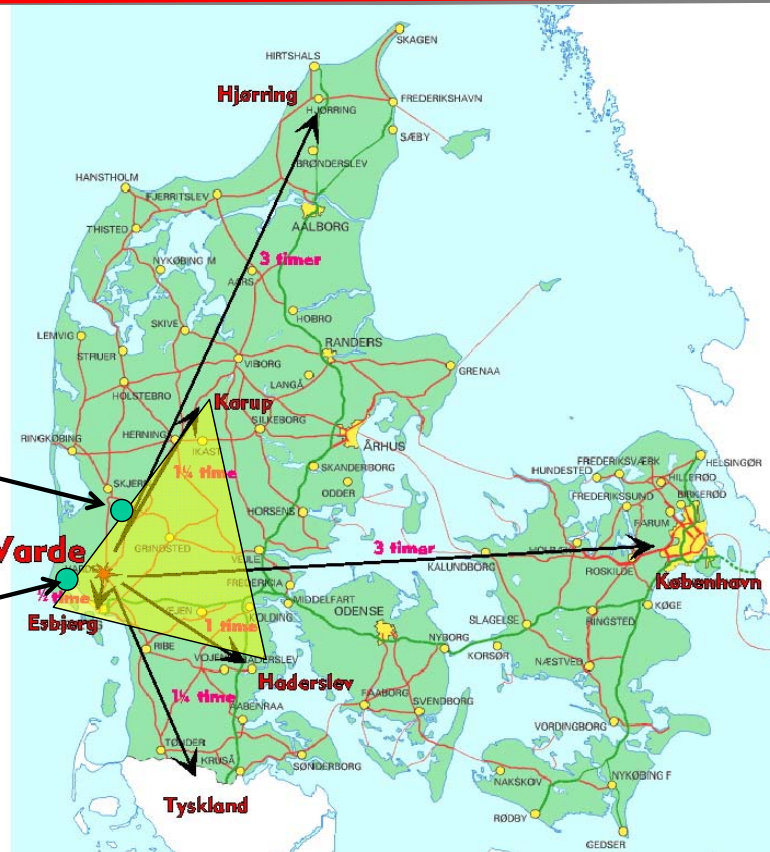 SKAGEN
HIRTSHALS
Hjørring
HJØRRING
FREDERIKSHAVN
SÆBY
BRØNDERSLEV
HANSTHOLM
FJERRITSLEV
AALBORG
THISTED
3 timer
NYKØBING M
AARS
HOBRO
SKIVE
LEMVIG
STRUER
RANDERS
VIBORG
GRENAA
LANGÅ
HOLSTEBRO
Karup
SILKEBORG
RINGKØBING
HERNING
ÅRHUS
IKAST
HELSINGØR
FREDERIKSVÆRK
SKANDERBORG
HUNDESTED
1¼ time
HILLERØD
SKJERN
ODDER
BIRKERØD
FREDERIKSSUND
HORSENS
FARUM
Varde
GRINDSTED
3 timer
VEJLE
KALUNDBORG
ROSKILDE
København
FREDERICIA
½ time
MIDDELFART
KØGE
ODENSE
VEJEN
SLAGELSE
RINGSTED
Esbjerg
1 time
KOLDING
NYBORG
RIBE
KORSØR
NÆSTVED
VOJENS
HADERSLEV
Haderslev
1¼ time
FAABORG
SVENDBORG
AABENRAA
VORDINGBORG
TØNDER
KRUSÅ
SØNDERBORG
NAKSKOV
NYKØBING F
Tyskland
RØDBY
GEDSER